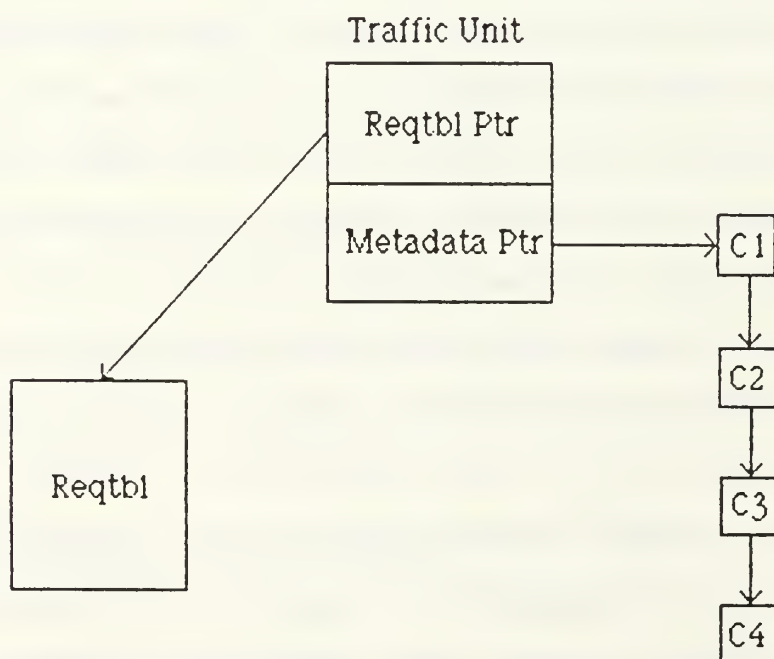 Traffic Unit
Reqtbl Ptr
Metadata Ptr
C1
C2
Reqtbl
C3
C4